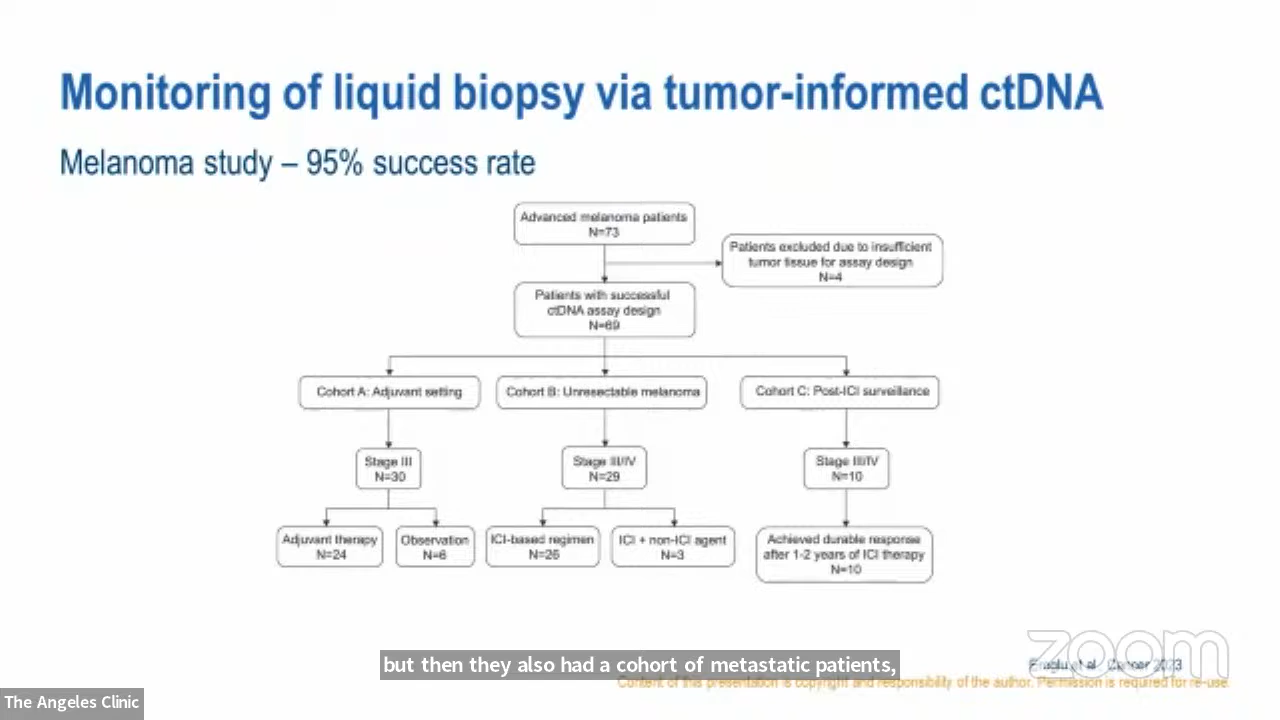 Monitoring of liquid biopsy via tumor-informed ctDNA
Melanoma study – 95% success rate
Advanced melanoma patients
N=73
Patients excluded due to insufficient
tumor tissue for assay design
N=4
Patients with successful
ctDNA assay design
N=69
Cohort A: Adjuvant setting
Cohort B: Unresectable melanoma
Cohort C: Post-ICI surveillance
Stage III
N=30
Stage III/IV
N=29
Stage III/IV
N=10
Adjuvant therapy
N=24
Observation
N=6
ICI-based regimen
N=26
ICI + non-ICI agent
N=3
Achieved durable response
after 1-2 years of ICI therapy
N=10
zoom
et al, Cancer 2023
but then they also had a cohort of metastatic patients,
Content of this presentation is copyright and responsibility of the author. Permission is required for re-use.
The Angeles Clinic